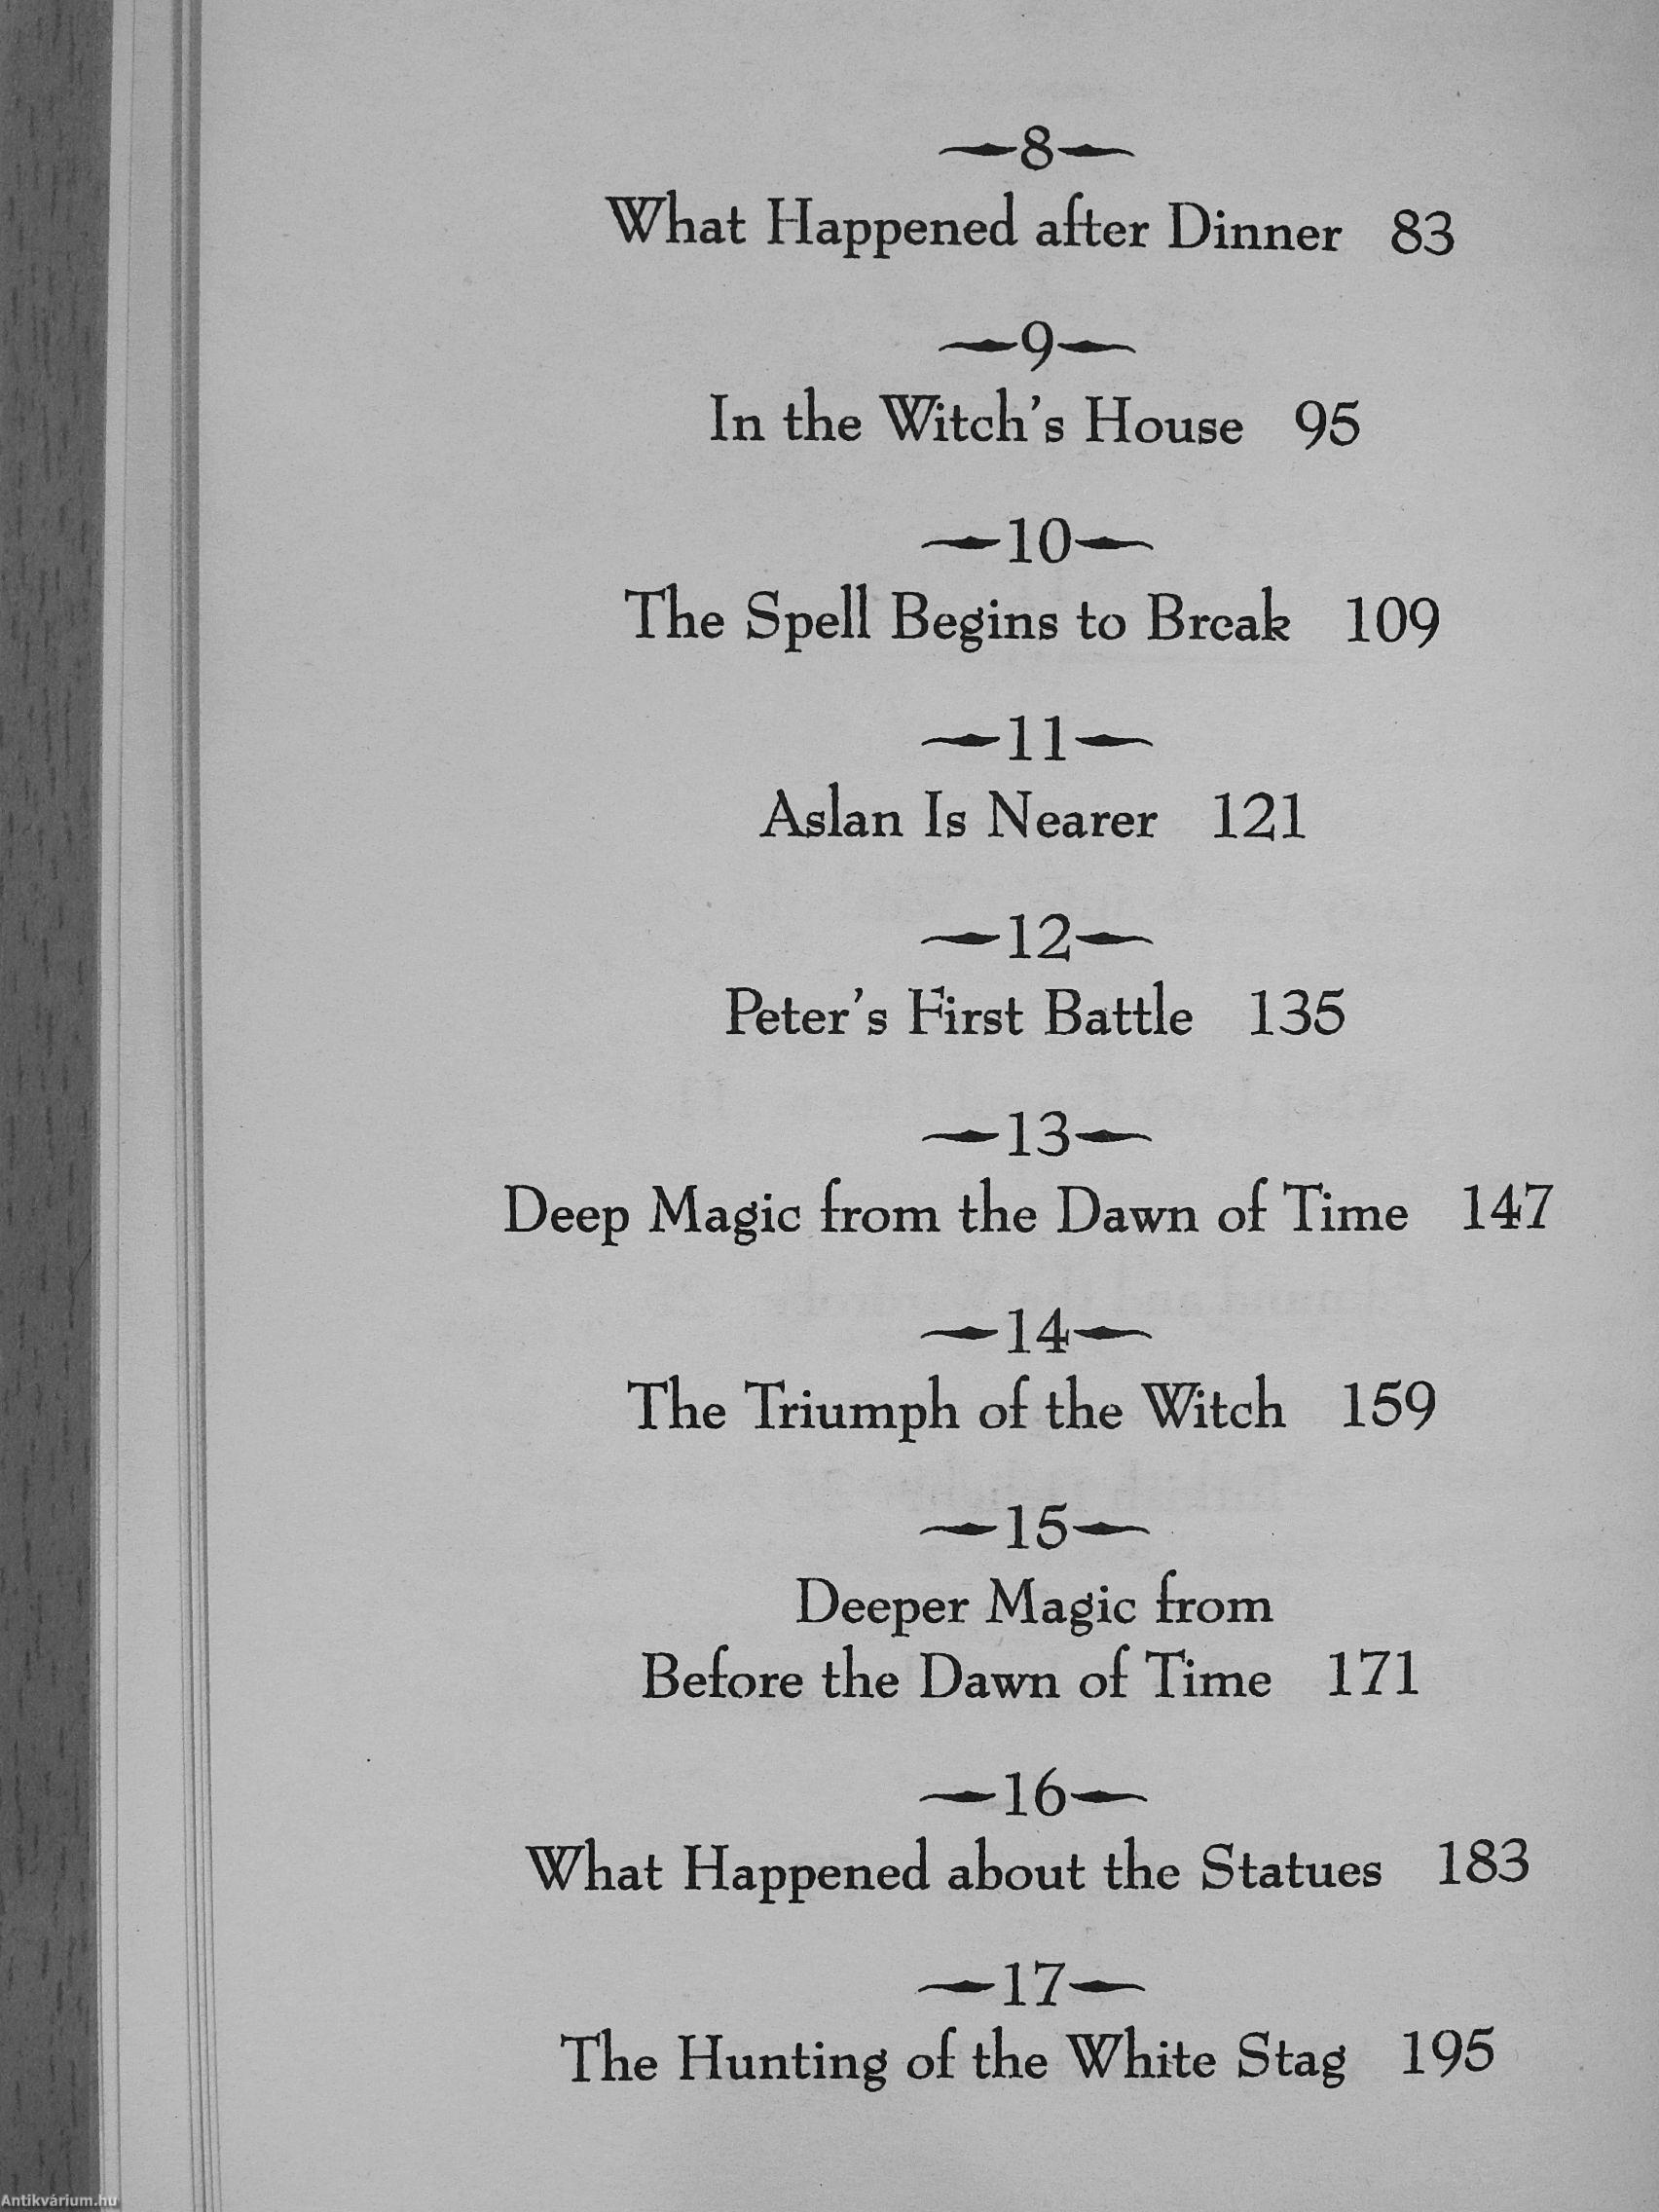 8
What Happened after Dinner 83
9
In the Witch's House 95
10
The Spell Begins to Break 109
11
Aslan Is Nearer 121
12
Peter's First Battle 135
13
Deep Magic from the Dawn of Time 147
14
The Triumph of the Witch 159
15
Deeper Magic from
Before the Dawn of Time 171
16
What Happened about the Statues 183
17
The Hunting of the White Stag 195
Antikvárium.hu